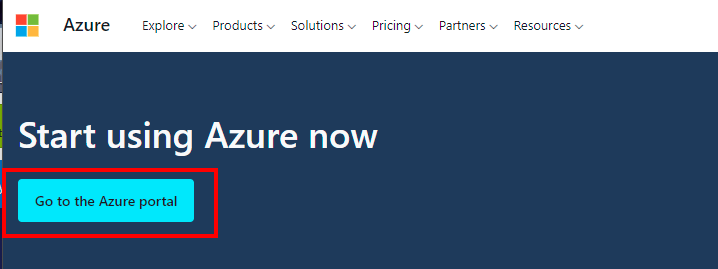 Azure Explore Products Solutions Pricing Partners Resources
Start using Azure now
Go to the Azure portal